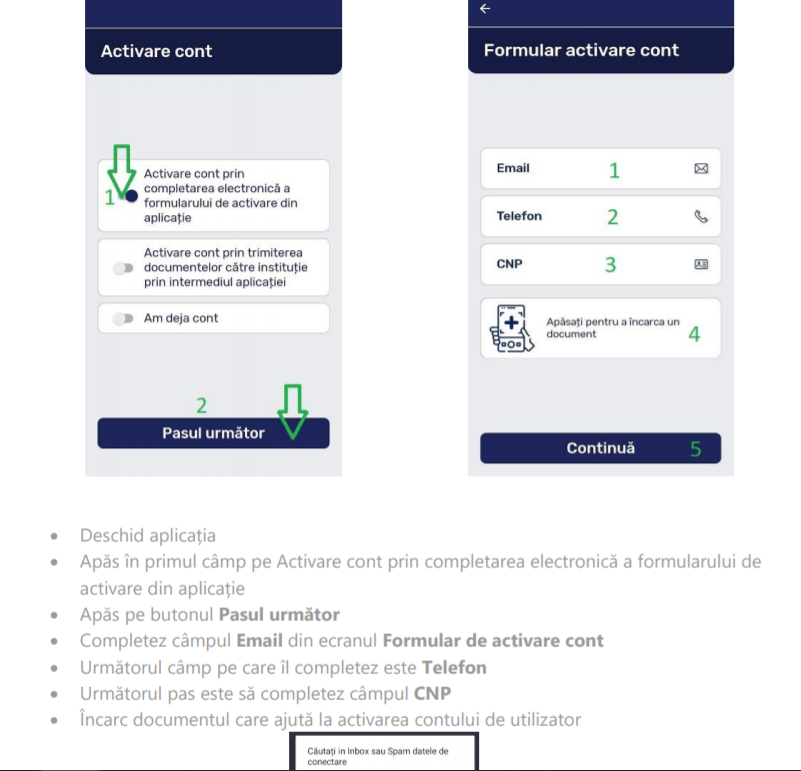 Activare cont
Activare cont prin
completarea electronică a
formularului de activare din
aplicație
1
Activare cont prin trimiterea
documentelor către instituție
prin intermediul aplicației
Am deja cont
2
Pasul următor
Formular activare cont
Email 1
Telefon 2
CNP 3
Apăsați pentru a încarca un
document 4
Continuă 5
• Deschid aplicația
• Apăs în primul câmp pe Activare cont prin completarea electronică a formularului de
activare din aplicație
• Apăs pe butonul Pasul următor
• Completez câmpul Email din ecranul Formular de activare cont
• Următorul câmp pe care îl completez este Telefon
• Următorul pas este să completez câmpul CNP
• Încarc documentul care ajută la activarea contului de utilizator
Căutați in Inbox sau Spam datele de
conectare